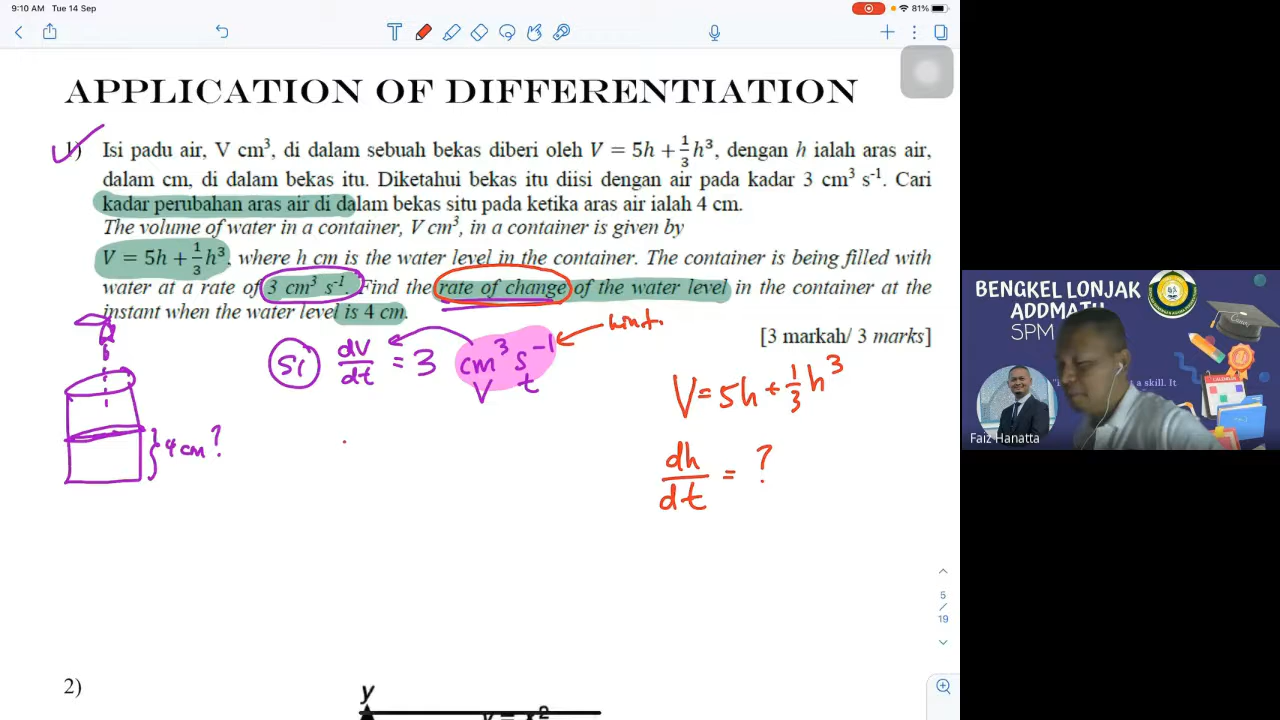 9:10 AM Tue 14 Sep
81%
APPLICATION OF DIFFERENTIATION
1) Isi padu air, V cm³, di dalam sebuah bekas diberi oleh V = 5h + 1/3 h³, dengan h ialah aras air,
dalam cm, di dalam bekas itu. Diketahui bekas itu diisi dengan air pada kadar 3 cm³ s⁻¹. Cari
kadar perubahan aras air di dalam bekas situ pada ketika aras air ialah 4 cm.
The volume of water in a container, V cm³, in a container is given by
V = 5h + 1/3 h³, where h cm is the water level in the container. The container is being filled with
water at a rate of 3 cm³ s⁻¹. Find the rate of change of the water level in the container at the
instant when the water level is 4 cm.
[3 markah/ 3 marks]
hint.
Si dV/dt = 3 cm³ s⁻¹
V t
V = 5h + 1/3 h³
4 cm?
dh/dt = ?
5
/
19
2)
y
BENGKEL LONJAK
ADDMATH
SPM
a skill. It
Faiz Hanatta